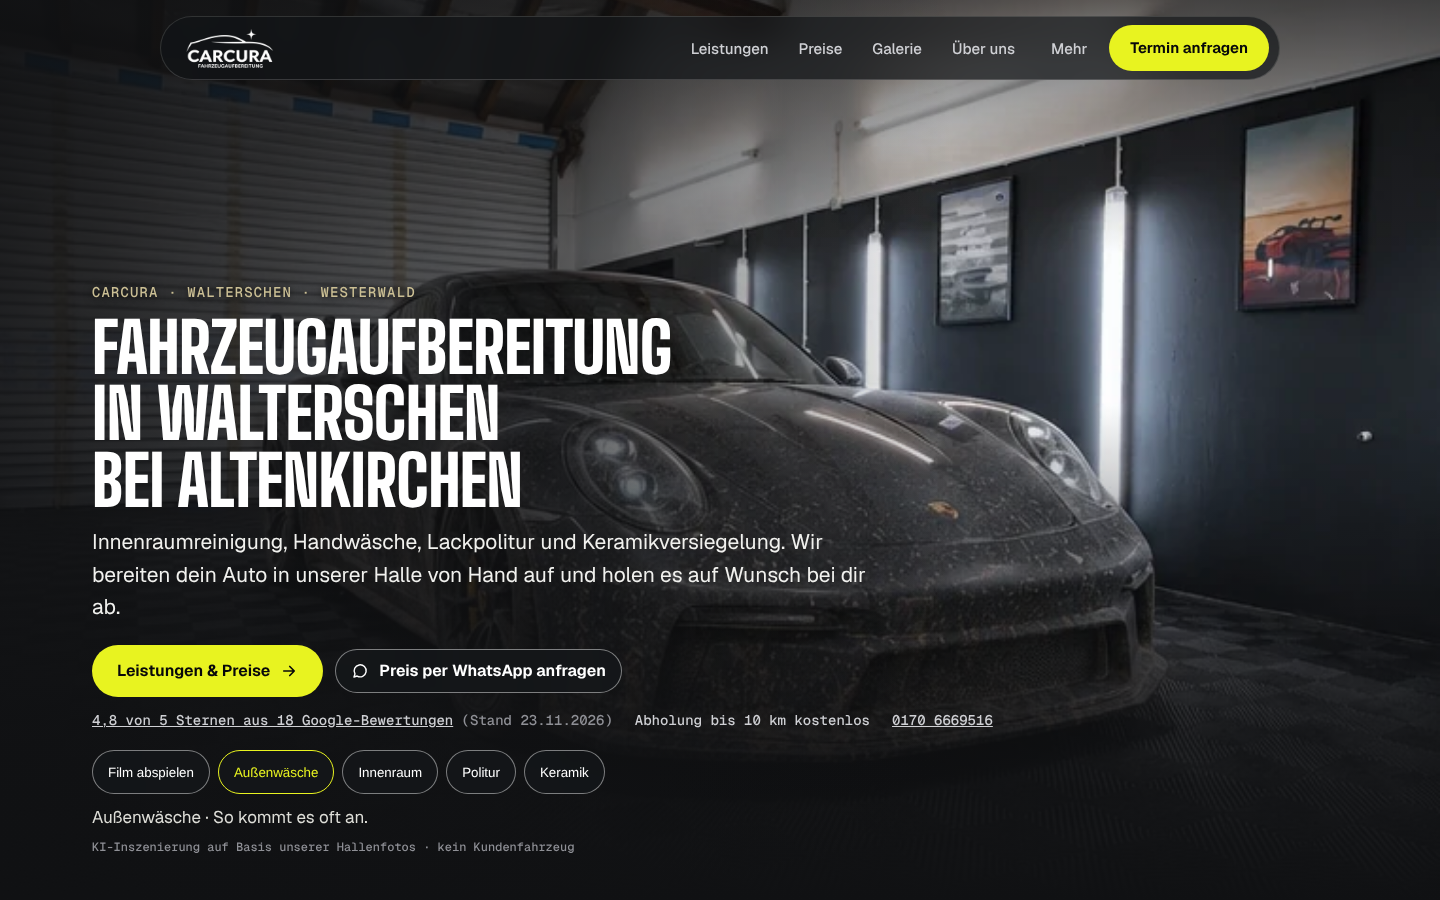 CARCURA
FAHRZEUGAUFBEREITUNG
Leistungen
Preise
Galerie
Über uns
Mehr
Termin anfragen
CARCURA · WALTERSCHEN · WESTERWALD
FAHRZEUGAUFBEREITUNG
IN WALTERSCHEN
BEI ALTENKIRCHEN
Innenraumreinigung, Handwäsche, Lackpolitur und Keramikversiegelung. Wir
bereiten dein Auto in unserer Halle von Hand auf und holen es auf Wunsch bei dir
ab.
Leistungen & Preise →
Preis per WhatsApp anfragen
4,8 von 5 Sternen aus 18 Google-Bewertungen (Stand 23.11.2026) Abholung bis 10 km kostenlos 0170 6669516
Film abspielen
Außenwäsche
Innenraum
Politur
Keramik
Außenwäsche · So kommt es oft an.
KI-Inszenierung auf Basis unserer Hallenfotos · kein Kundenfahrzeug